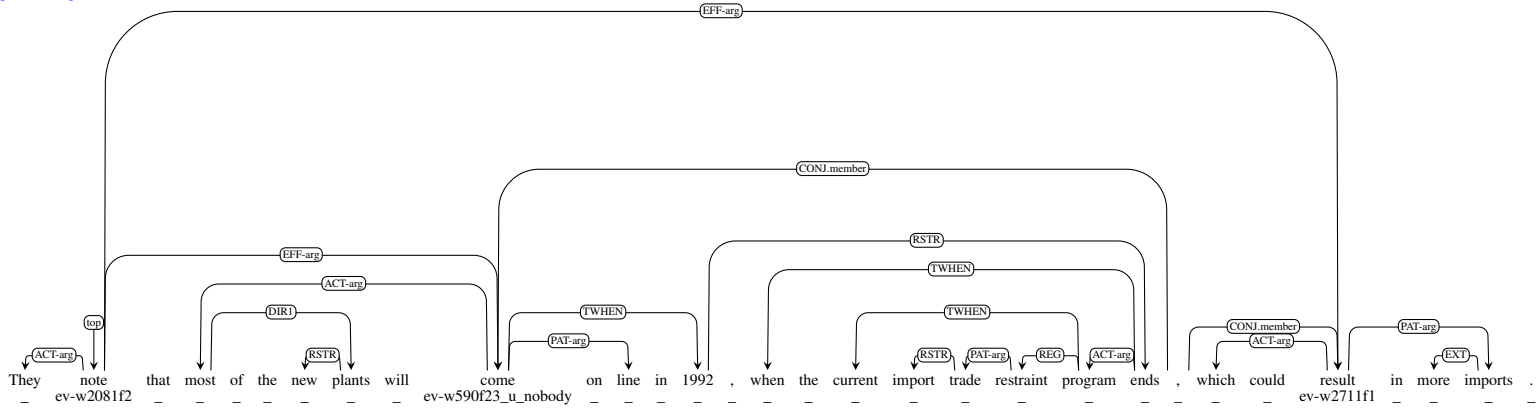 EFF-arg
CONJ.member
RSTR
EFF-arg
TWHEN
ACT-arg
top DIR1 TWHEN TWHEN CONJ.member PAT-arg
PAT-arg ACT-arg
ACT-arg RSTR RSTR PAT-arg REG ACT-arg EXT
They note that most of the new plants will come on line in 1992 , when the current import trade restraint program ends , which could result in more imports .
_ ev-w2081f2 _ _ _ _ _ _ _ ev-w590f23_u_nobody _ _ _ _ _ _ _ _ _ _ _ _ _ _ _ _ ev-w2711f1 _ _ _ _